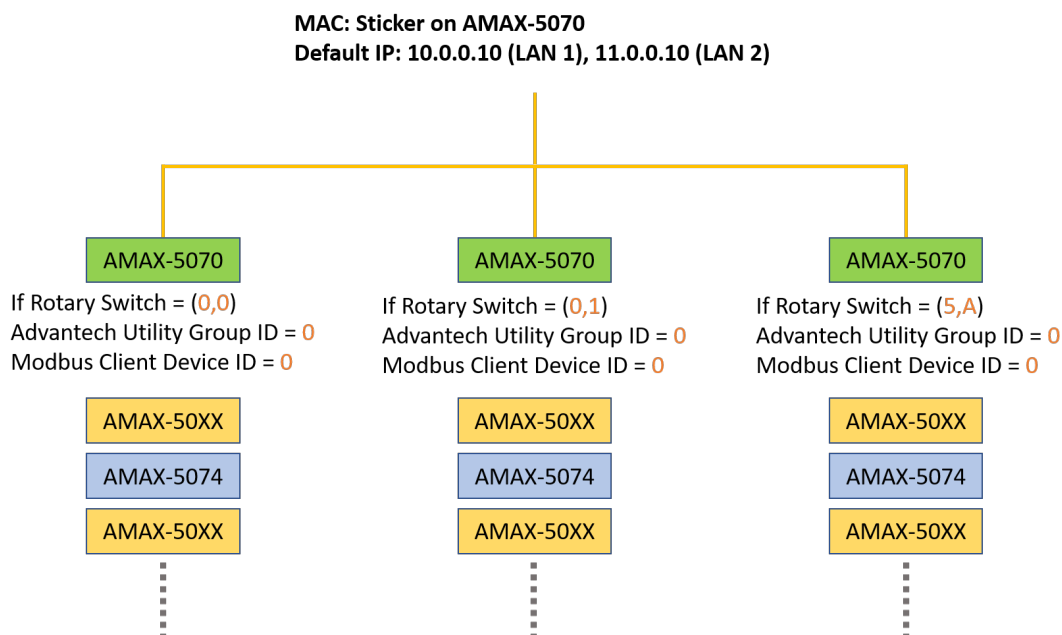 MAC: Sticker on AMAX-5070
Default IP: 10.0.0.10 (LAN 1), 11.0.0.10 (LAN 2)
AMAX-5070
If Rotary Switch = (0,0)
Advantech Utility Group ID = 0
Modbus Client Device ID = 0
AMAX-50XX
AMAX-5074
AMAX-50XX
AMAX-5070
If Rotary Switch = (0,1)
Advantech Utility Group ID = 0
Modbus Client Device ID = 0
AMAX-50XX
AMAX-5074
AMAX-50XX
AMAX-5070
If Rotary Switch = (5,A)
Advantech Utility Group ID = 0
Modbus Client Device ID = 0
AMAX-50XX
AMAX-5074
AMAX-50XX